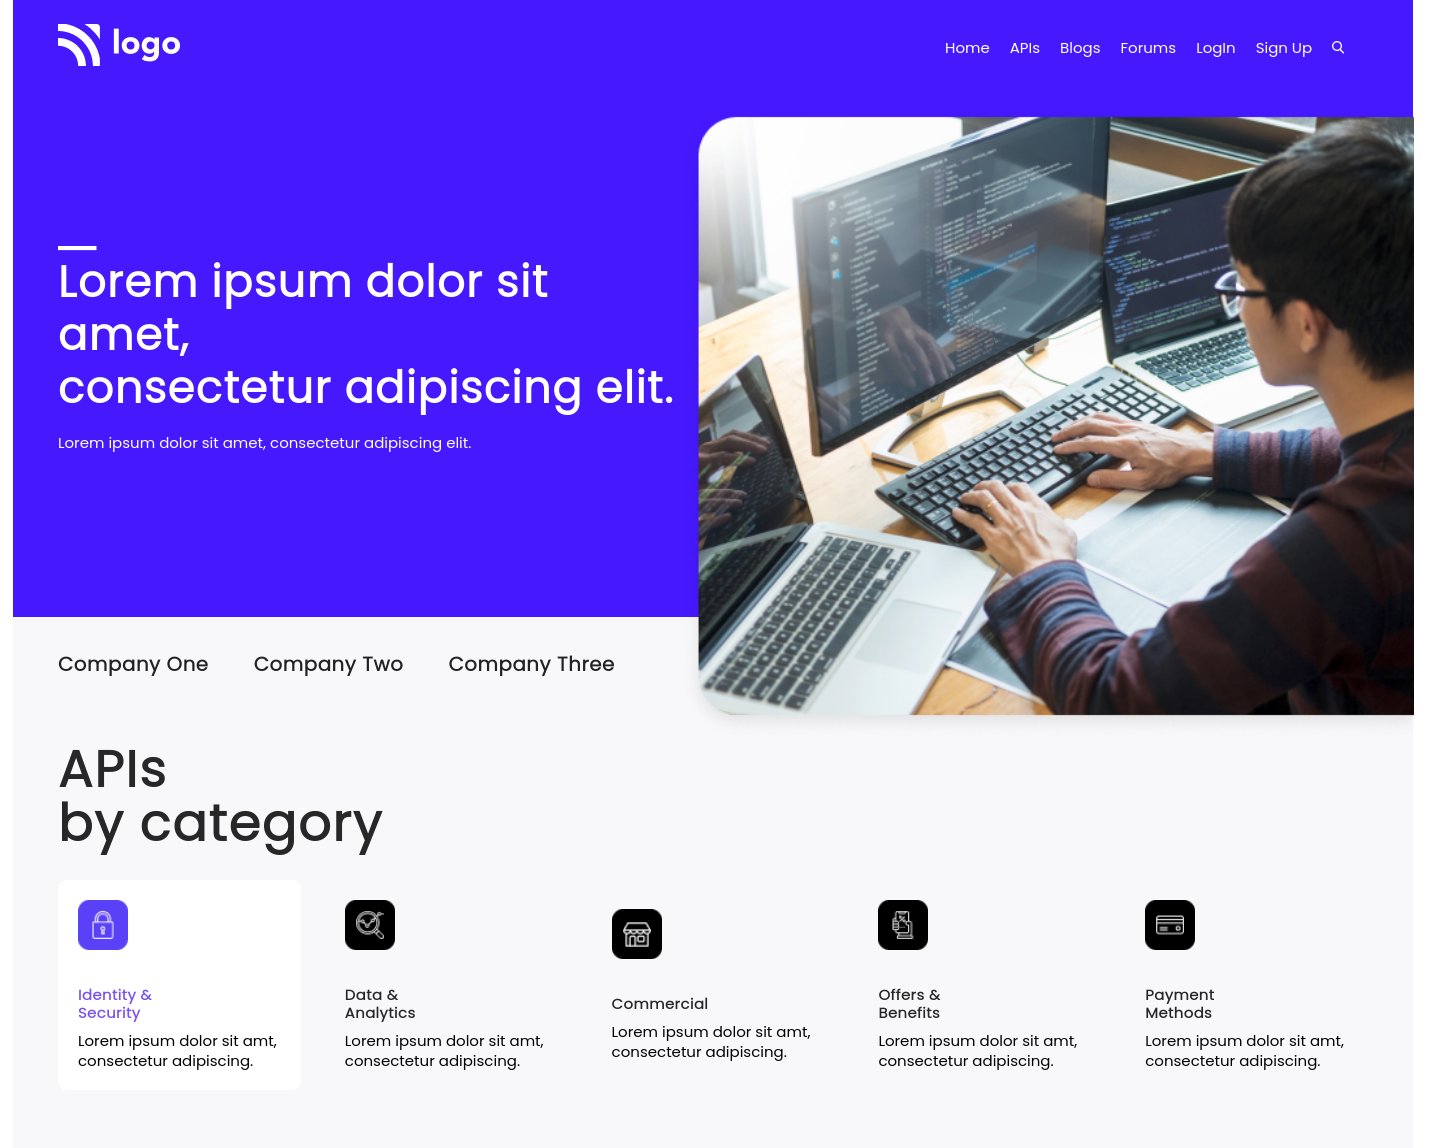 logo
Home APIs Blogs Forums LogIn Sign Up
Lorem ipsum dolor sit
amet,
consectetur adipiscing elit.
Lorem ipsum dolor sit amet, consectetur adipiscing elit.
Company One Company Two Company Three
APIs
by category
Identity &
Security
Lorem ipsum dolor sit amt,
consectetur adipiscing.
Data &
Analytics
Lorem ipsum dolor sit amt,
consectetur adipiscing.
Commercial
Lorem ipsum dolor sit amt,
consectetur adipiscing.
Offers &
Benefits
Lorem ipsum dolor sit amt,
consectetur adipiscing.
Payment
Methods
Lorem ipsum dolor sit amt,
consectetur adipiscing.